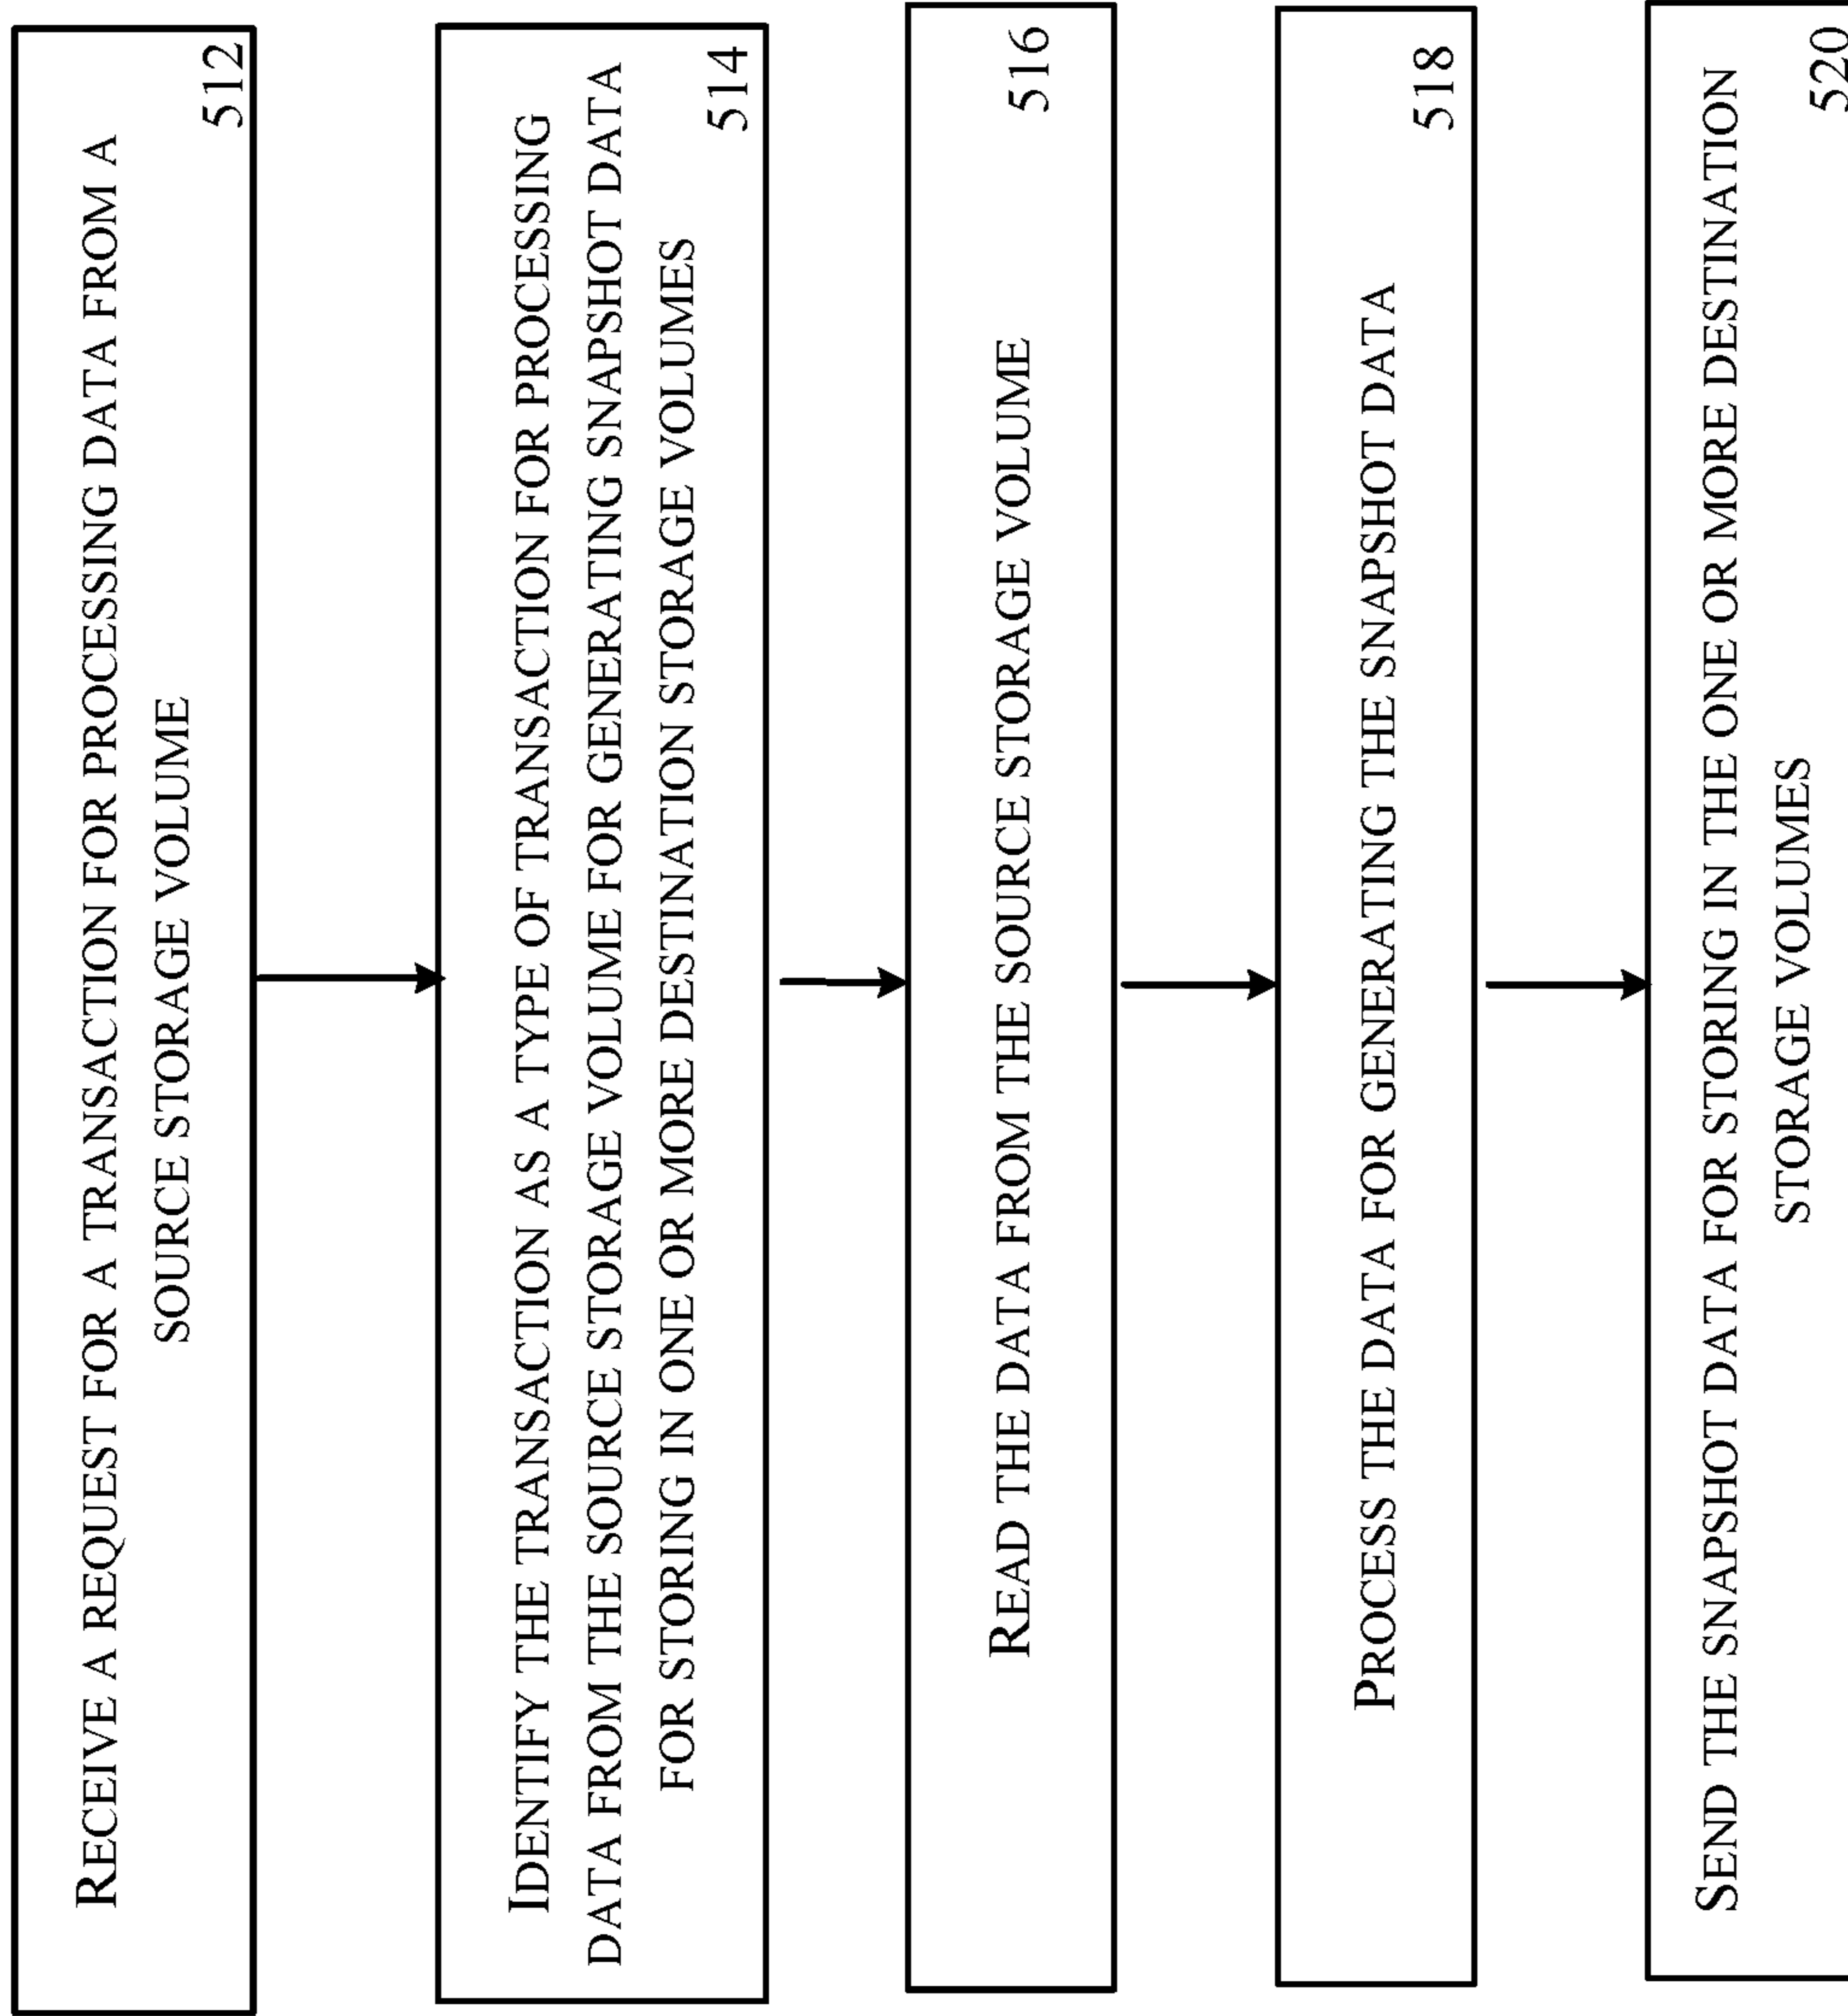 RECEIVE A REQUEST FOR A TRANSACTION FOR PROCESSING DATA FROM A
SOURCE STORAGE VOLUME
512
IDENTIFY THE TRANSACTION AS A TYPE OF TRANSACTION FOR PROCESSING
DATA FROM THE SOURCE STORAGE VOLUME FOR GENERATING SNAPSHOT DATA
FOR STORING IN ONE OR MORE DESTINATION STORAGE VOLUMES
514
READ THE DATA FROM THE SOURCE STORAGE VOLUME
516
PROCESS THE DATA FOR GENERATING THE SNAPSHOT DATA
518
SEND THE SNAPSHOT DATA FOR STORING IN THE ONE OR MORE DESTINATION
STORAGE VOLUMES
520